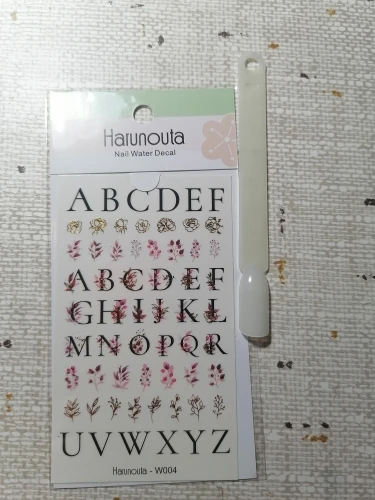 Harunouta
Nail Water Decal
ABCDEF
ABCDEF
GHIJKL
MNOPQR
UVWXYZ
Harunouta - W004